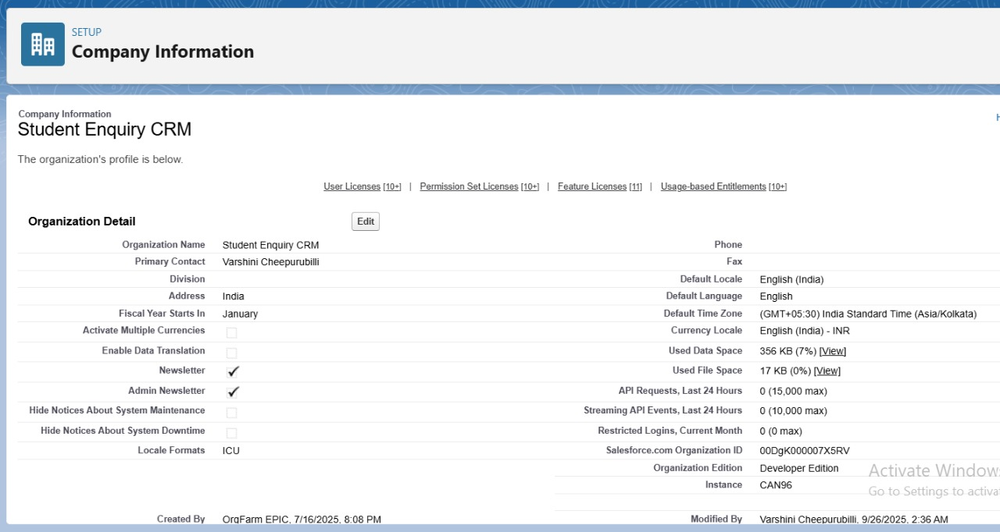 SETUP
Company Information
Company Information
Student Enquiry CRM
The organization's profile is below.
User Licenses [10+] | Permission Set Licenses [10+] | Feature Licenses [11] | Usage-based Entitlements [10+]
Organization Detail Edit
Organization Name Student Enquiry CRM Phone
Primary Contact Varshini Cheepurubilli Fax
Division Default Locale English (India)
Address India Default Language English
Fiscal Year Starts In January Default Time Zone (GMT+05:30) India Standard Time (Asia/Kolkata)
Activate Multiple Currencies Currency Locale English (India) - INR
Enable Data Translation Used Data Space 356 KB (7%) [View]
Newsletter Used File Space 17 KB (0%) [View]
Admin Newsletter API Requests, Last 24 Hours 0 (15,000 max)
Hide Notices About System Maintenance Streaming API Events, Last 24 Hours 0 (10,000 max)
Hide Notices About System Downtime Restricted Logins, Current Month 0 (0 max)
Locale Formats ICU Salesforce.com Organization ID 00DgK000007X5RV
Organization Edition Developer Edition
Activate Windows
Instance CAN96
Go to Settings to activa
Created By OrgFarm EPIC, 7/16/2025, 8:08 PM Modified By Varshini Cheepurubilli, 9/26/2025, 2:36 AM